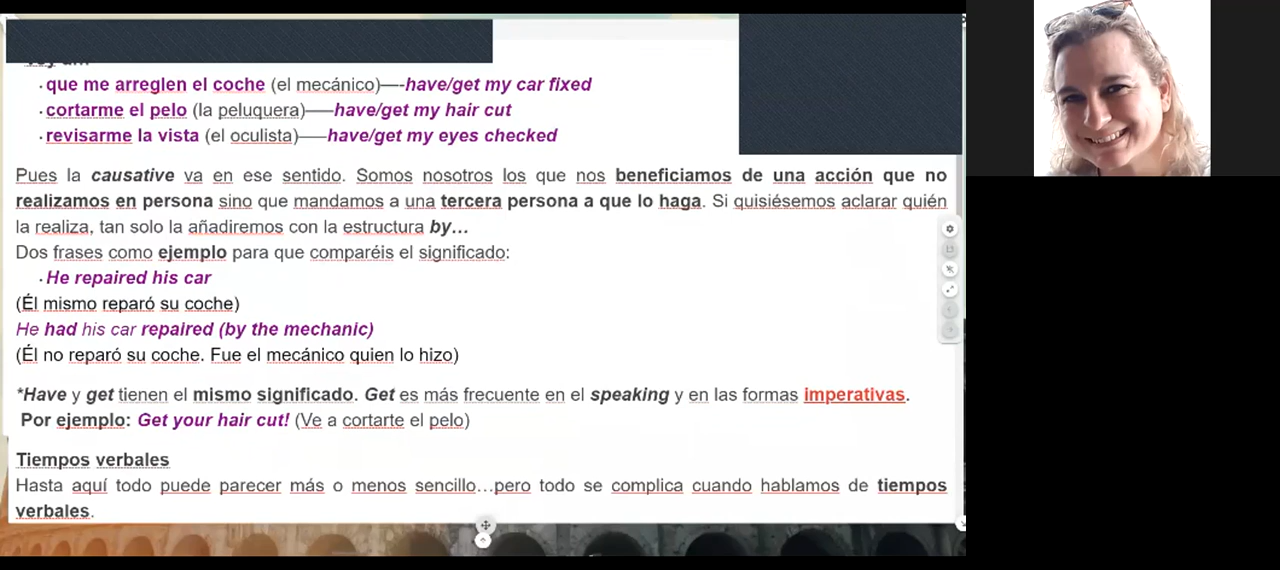 · que me arreglen el coche (el mecánico)—-have/get my car fixed
· cortarme el pelo (la peluquera)——have/get my hair cut
· revisarme la vista (el oculista)——have/get my eyes checked
Pues la causative va en ese sentido. Somos nosotros los que nos beneficiamos de una acción que no
realizamos en persona sino que mandamos a una tercera persona a que lo haga. Si quisiésemos aclarar quién
la realiza, tan solo la añadiremos con la estructura by…
Dos frases como ejemplo para que comparéis el significado:
· He repaired his car
(Él mismo reparó su coche)
He had his car repaired (by the mechanic)
(Él no reparó su coche. Fue el mecánico quien lo hizo)
*Have y get tienen el mismo significado. Get es más frecuente en el speaking y en las formas imperativas.
Por ejemplo: Get your hair cut! (Ve a cortarte el pelo)
Tiempos verbales
Hasta aquí todo puede parecer más o menos sencillo…pero todo se complica cuando hablamos de tiempos
verbales.